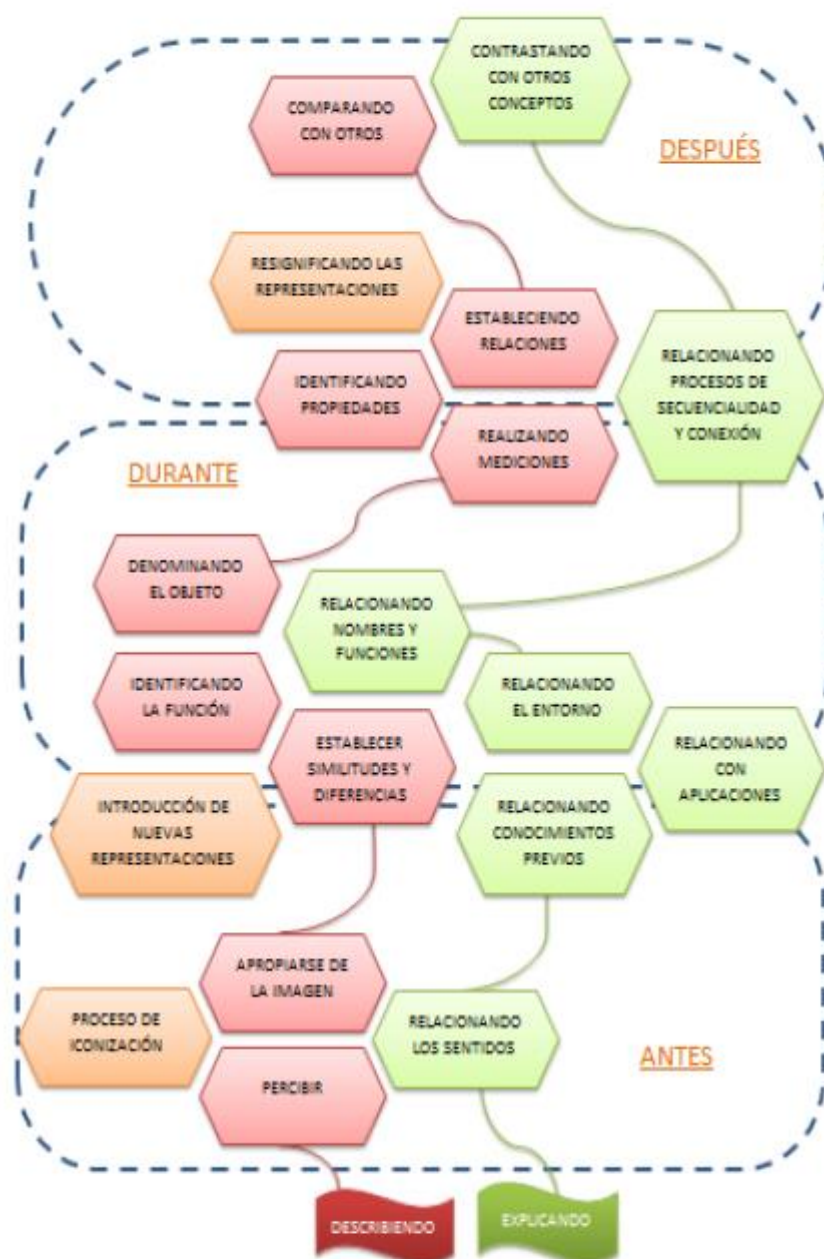 CONTRASTANDO
CON OTROS
CONCEPTOS
COMPARANDO
CON OTROS
DESPUÉS
RESIGNIFICANDO LAS
REPRESENTACIONES
ESTABLECIENDO
RELACIONES
RELACIONANDO
PROCESOS DE
SECUENCIALIDAD
Y CONEXIÓN
IDENTIFICANDO
PROPIEDADES
REALIZANDO
MEDICIONES
DURANTE
DENOMINANDO
EL OBJETO
RELACIONANDO
NOMBRES Y
FUNCIONES
IDENTIFICANDO
LA FUNCIÓN
RELACIONANDO
EL ENTORNO
ESTABLECER
SIMILITUDES Y
DIFERENCIAS
RELACIONANDO
CON
APLICACIONES
INTRODUCCIÓN DE
NUEVAS
REPRESENTACIONES
RELACIONANDO
CONOCIMIENTOS
PREVIOS
APROPIARSE DE
LA IMAGEN
PROCESO DE
ICONIZACIÓN
RELACIONANDO
LOS SENTIDOS
ANTES
PERCIBIR
DESCRIBIENDO
EXPLICANDO